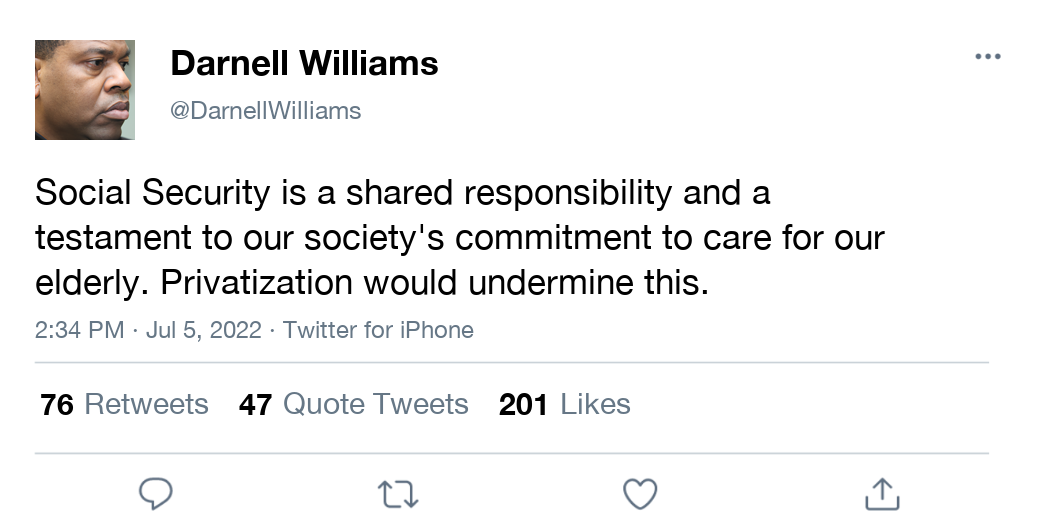 Darnell Williams
@DarnellWilliams
Social Security is a shared responsibility and a
testament to our society's commitment to care for our
elderly. Privatization would undermine this.
2:34 PM · Jul 5, 2022 · Twitter for iPhone
76 Retweets 47 Quote Tweets 201 Likes